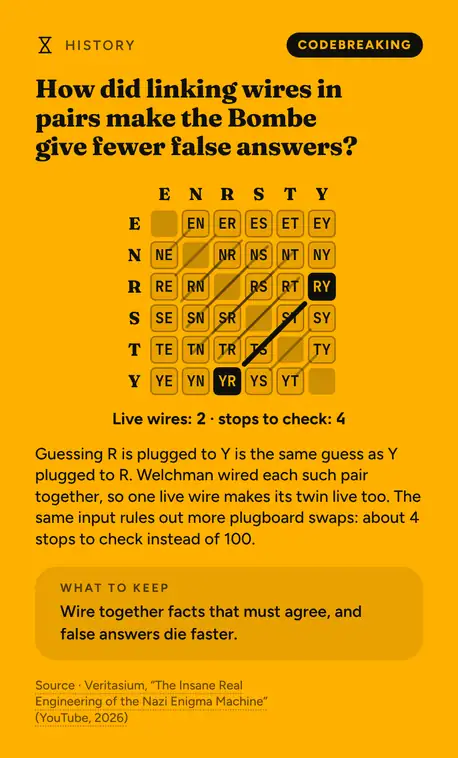 HISTORY
CODEBREAKING
How did linking wires in
pairs make the Bombe
give fewer false answers?
E N R S T Y
E EN ER ES ET EY
N NE NR NS NT NY
R RE RN RS RT RY
S SE SN SR ST SY
T TE TN TR TS TY
Y YE YN YR YS YT
Live wires: 2 · stops to check: 4
Guessing R is plugged to Y is the same guess as Y
plugged to R. Welchman wired each such pair
together, so one live wire makes its twin live too. The
same input rules out more plugboard swaps: about 4
stops to check instead of 100.
WHAT TO KEEP
Wire together facts that must agree, and
false answers die faster.
Source · Veritasium, “The Insane Real
Engineering of the Nazi Enigma Machine”
(YouTube, 2026)